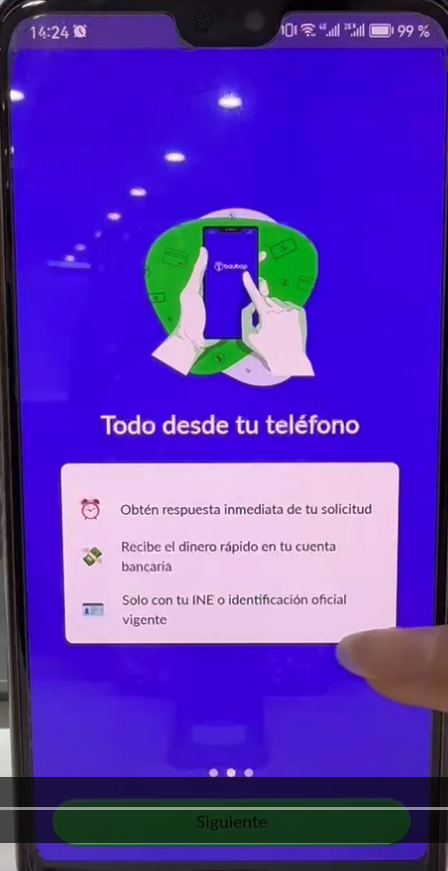 14:24
99 %
baubap
Todo desde tu teléfono
Obtén respuesta inmediata de tu solicitud
Recibe el dinero rápido en tu cuenta
bancaria
Solo con tu INE o identificación oficial
vigente
Siguiente